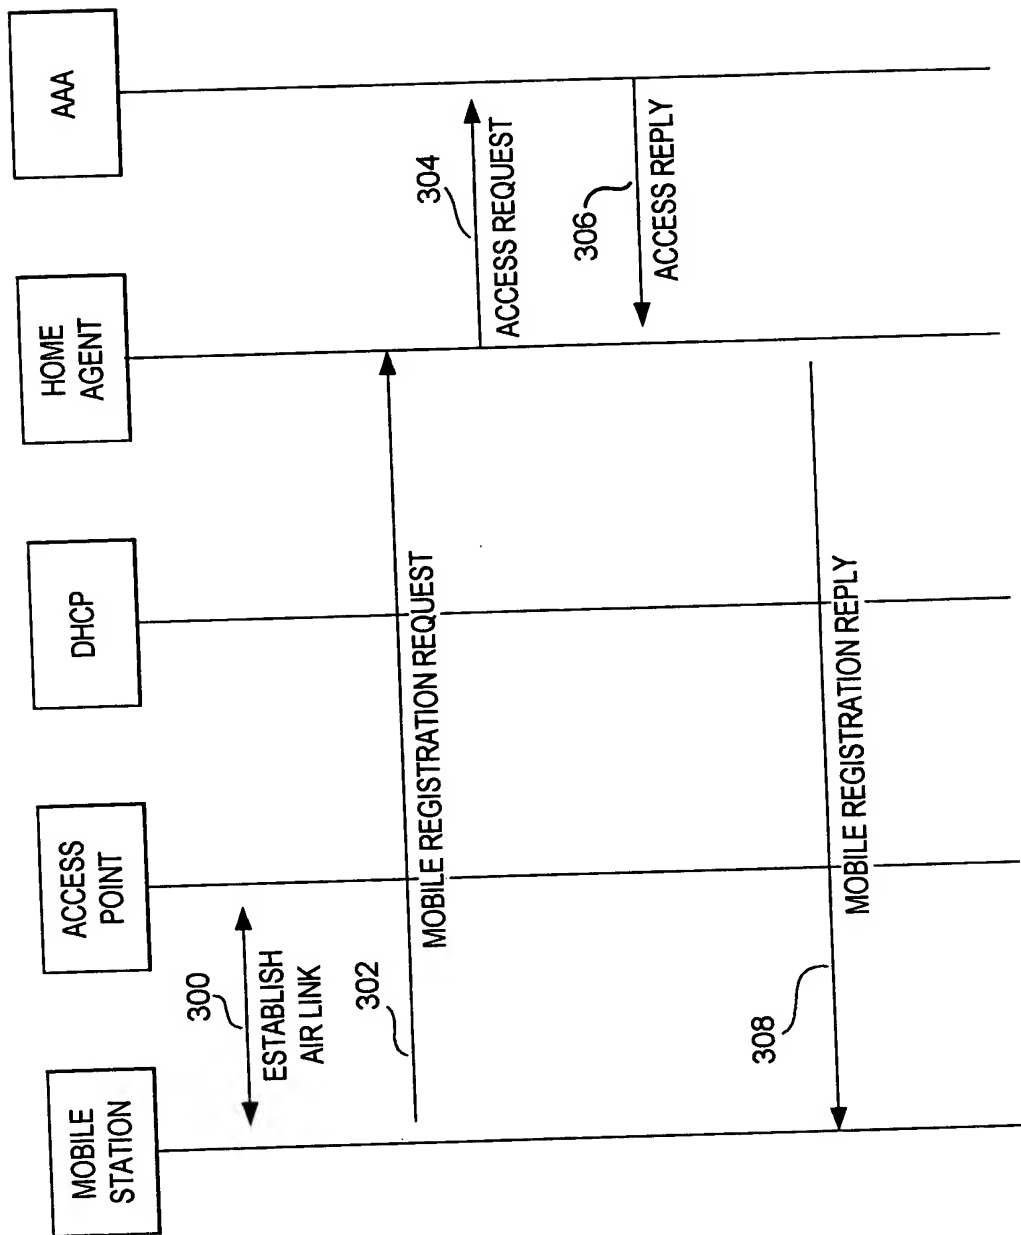 MOBILE
STATION
ACCESS
POINT
DHCP
HOME
AGENT
AAA
300
ESTABLISH
AIR LINK
302
MOBILE REGISTRATION REQUEST
304
ACCESS REQUEST
306
ACCESS REPLY
308
MOBILE REGISTRATION REPLY